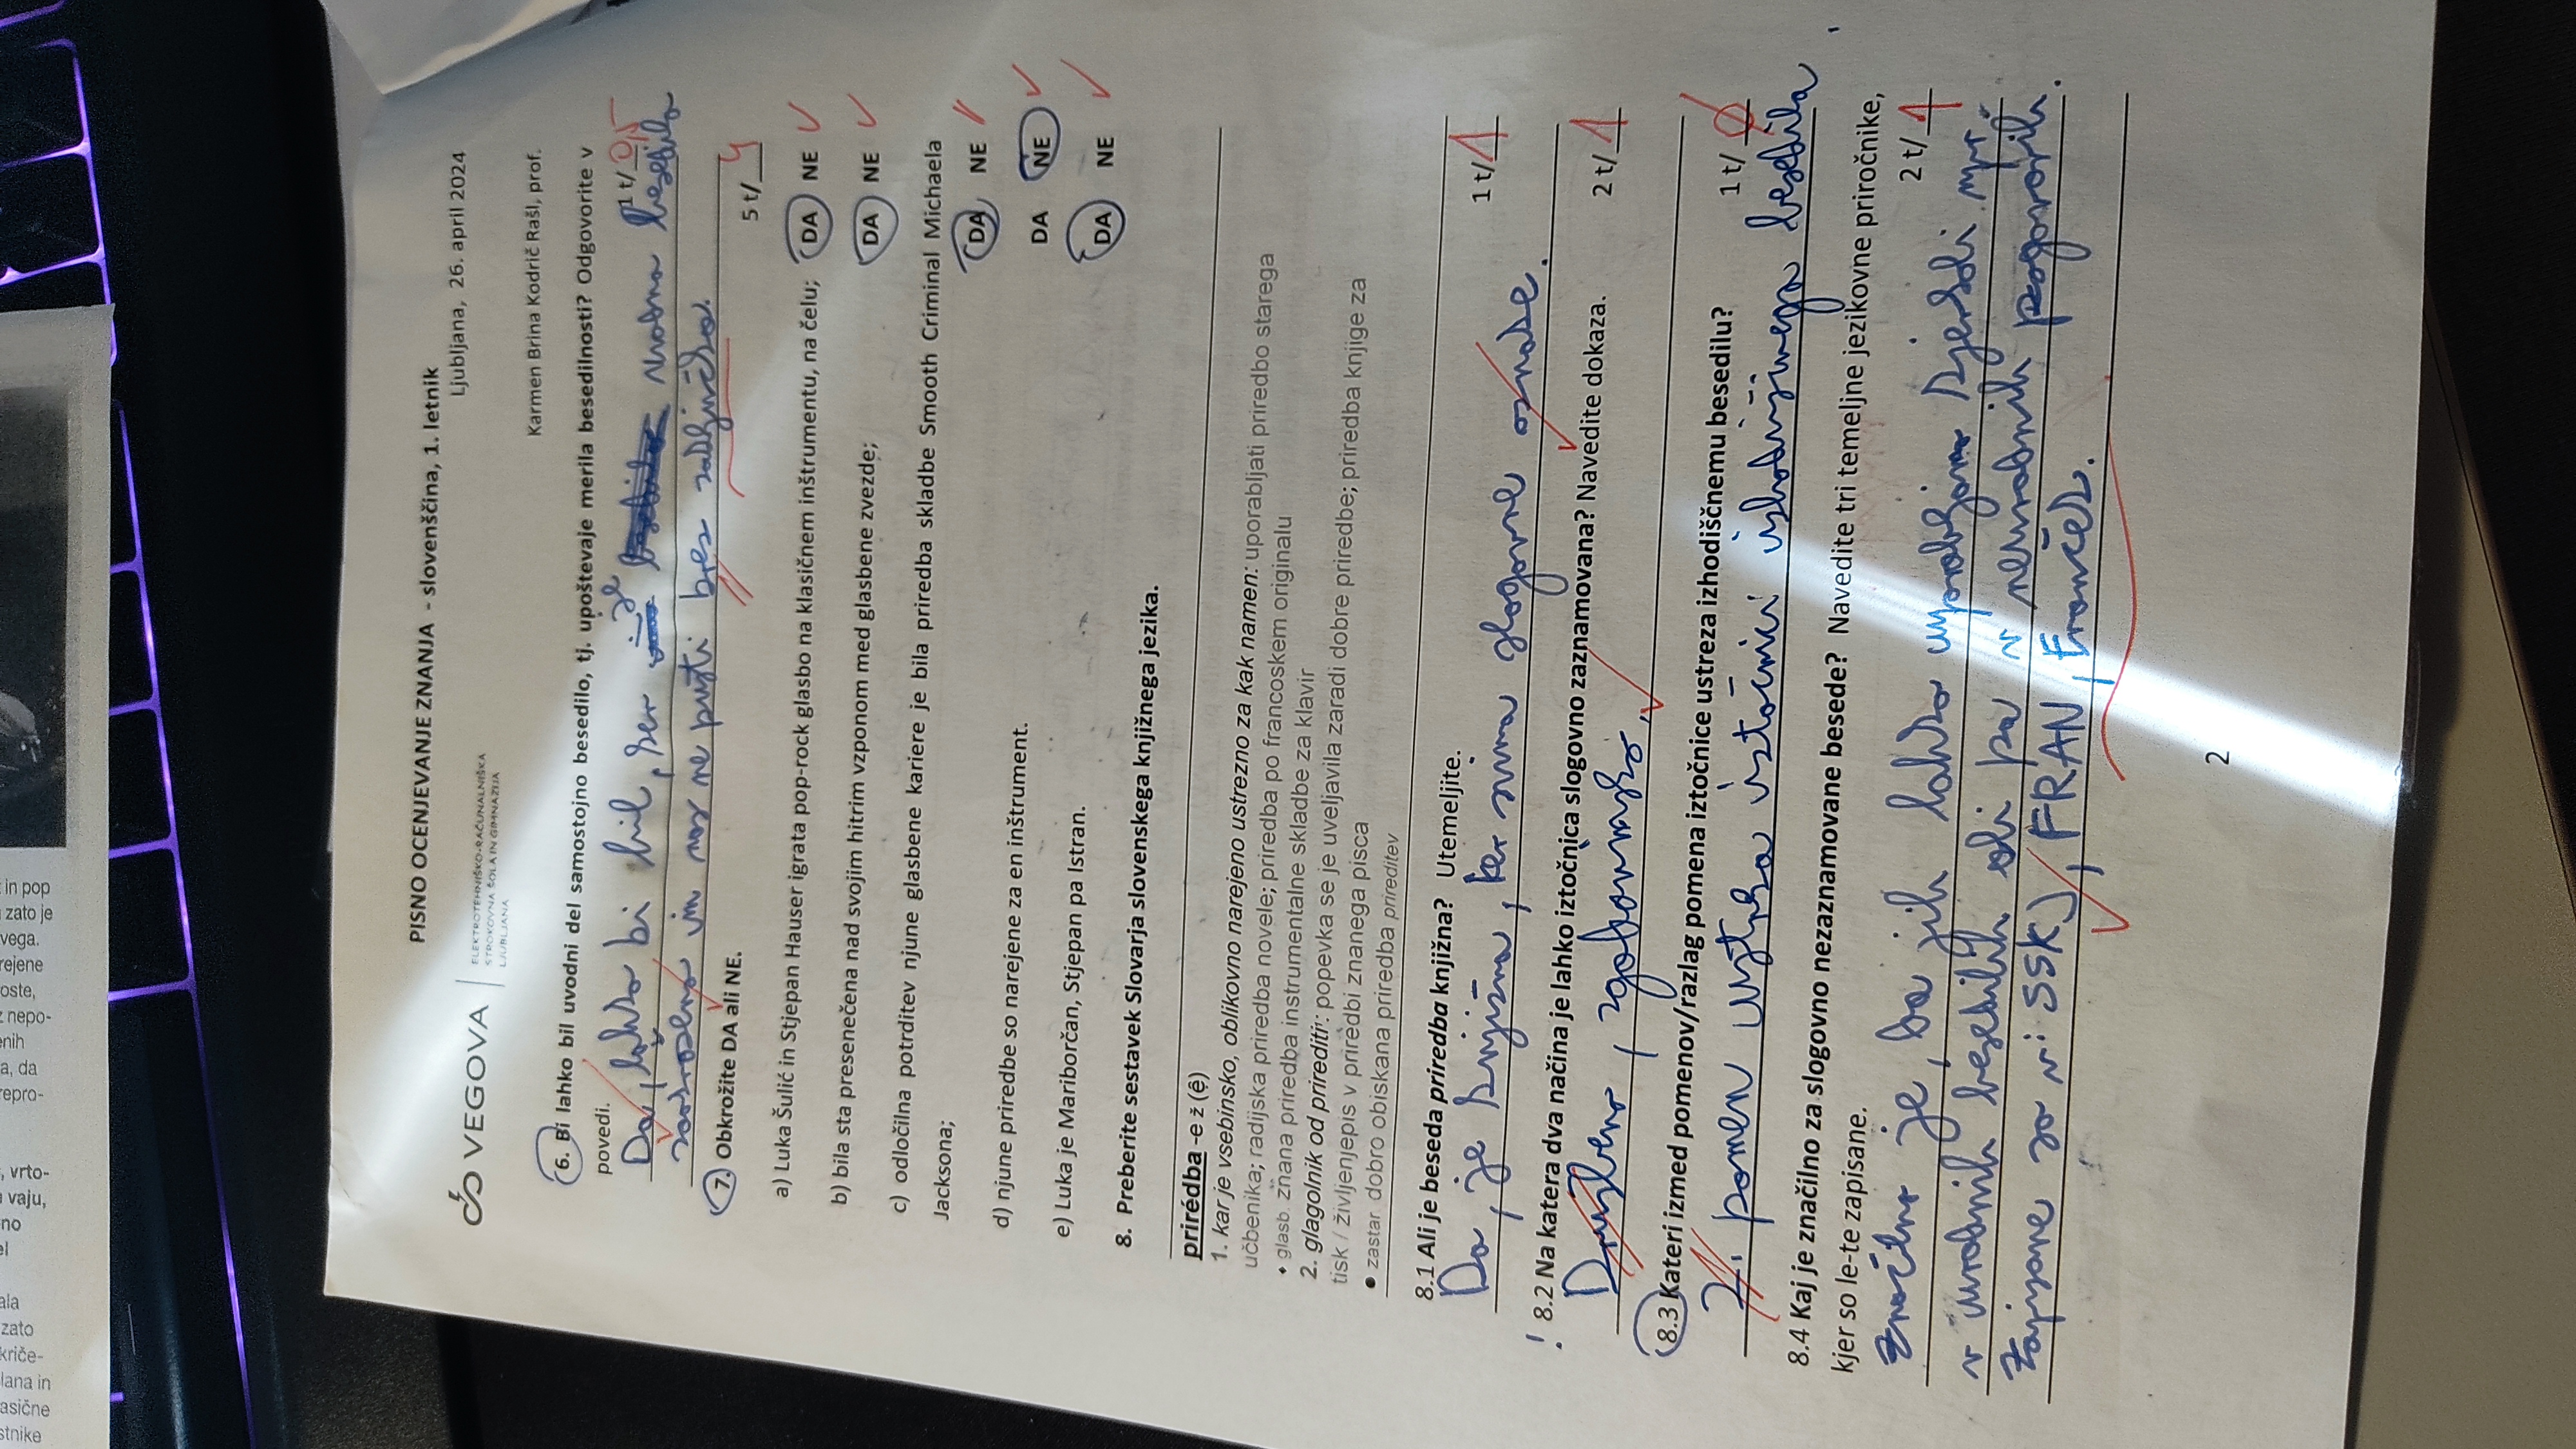 in pop
zato je
vega.
rejene
oste,
nepo-
enih
a, da
repro-
vrto-
vaju,
no
el
ala
zato
kriče-
lana in
asične
stnike
PISNO OCENJEVANJE ZNANJA - slovenščina, 1. letnik
Ljubljana, 26. april 2024
VEGOVA
ELEKTROTEHNIŠKO-RAČUNALNIŠKA
STROKOVNA ŠOLA IN GIMNAZIJA
LJUBLJANA
Karmen Brina Kodrič Rašl, prof.
6. Bi lahko bil uvodni del samostojno besedilo, tj. upoštevaje merila besedilnosti? Odgovorite v
povedi.
1 t/ 0,5
Da, lahko bi bil, ker je uvodno besedilo
zaokroženo in nas ne pusti brez zaključka.
7. Obkrožite DA ali NE.
5 t/ 4
a) Luka Šulić in Stjepan Hauser igrata pop-rock glasbo na klasičnem inštrumentu, na čelu; DA NE
b) bila sta presenečena nad svojim hitrim vzponom med glasbene zvezde; DA NE
c) odločilna potrditev njune glasbene kariere je bila priredba skladbe Smooth Criminal Michaela
Jacksona; DA NE
d) njune priredbe so narejene za en inštrument. DA NE
e) Luka je Mariborčan, Stjepan pa Istran. DA NE
8. Preberite sestavek Slovarja slovenskega knjižnega jezika.
prirédba -e ž (ẹ̑)
1. kar je vsebinsko, oblikovno narejeno ustrezno za kak namen: uporabljati priredbo starega
učbenika; radijska priredba novele; priredba po francoskem originalu
♦ glasb. znana priredba instrumentalne skladbe za klavir
2. glagolnik od prirediti: popevka se je uveljavila zaradi dobre priredbe; priredba knjige za
tisk / življenjepis v priredbi znanega pisca
● zastar. dobro obiskana priredba prireditev
8.1 Ali je beseda priredba knjižna? Utemeljite.
1 t/ 1
Da, je knjižna, ker nima slogovne oznake.
! 8.2 Na katera dva načina je lahko iztočnica slogovno zaznamovana? Navedite dokaza.
2 t/ 1
Družbeno, zgodovinsko.
8.3 Kateri izmed pomenov/razlag pomena iztočnice ustreza izhodiščnemu besedilu?
1 t/ 0
2. pomen ustreza iztočnici izhodiščnega besedila.
8.4 Kaj je značilno za slogovno nezaznamovane besede? Navedite tri temeljne jezikovne priročnike,
kjer so le-te zapisane.
2 t/ 1
Značilno je, da jih lahko uporabljamo kjerkoli npr.
v uradnih besedilih ali pa v neuradnih pogovorih.
Zapisane so v: SSKJ, FRAN, Franček.
2